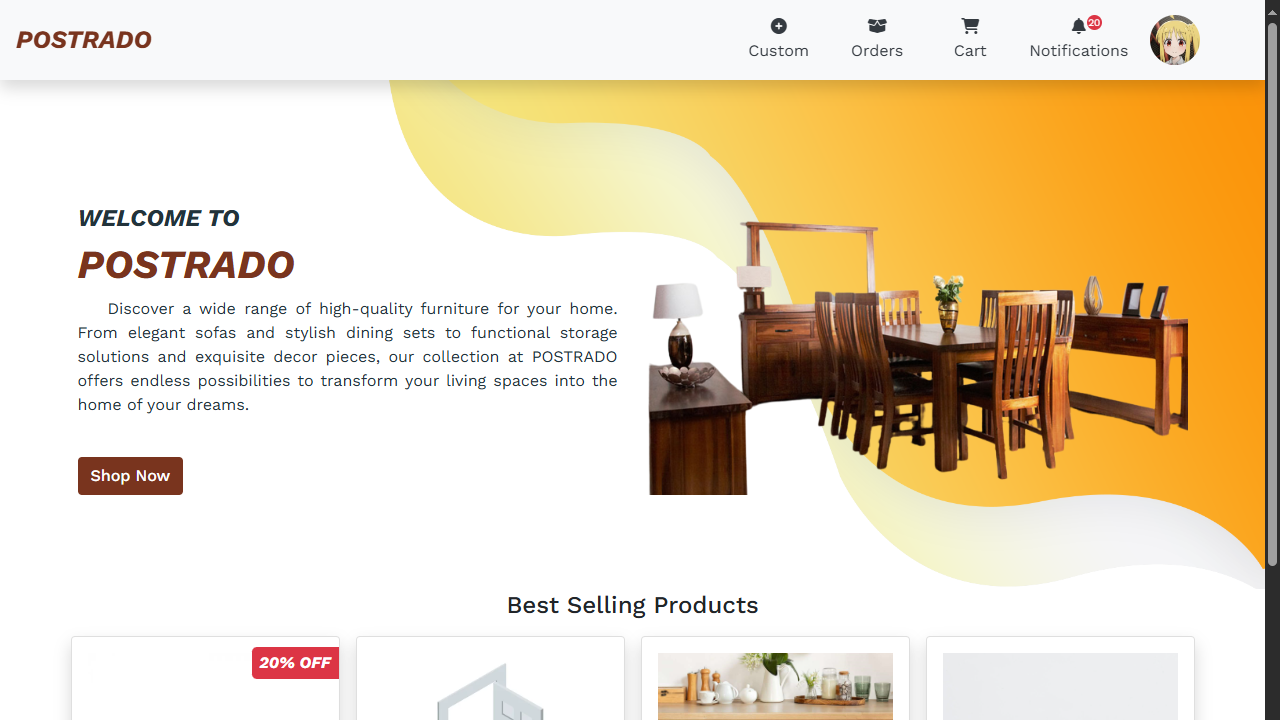 POSTRADO
Custom
Orders
Cart
20
Notifications
WELCOME TO
POSTRADO
Discover a wide range of high-quality furniture for your home.
From elegant sofas and stylish dining sets to functional storage
solutions and exquisite decor pieces, our collection at POSTRADO
offers endless possibilities to transform your living spaces into the
home of your dreams.
Shop Now
Best Selling Products
20% OFF